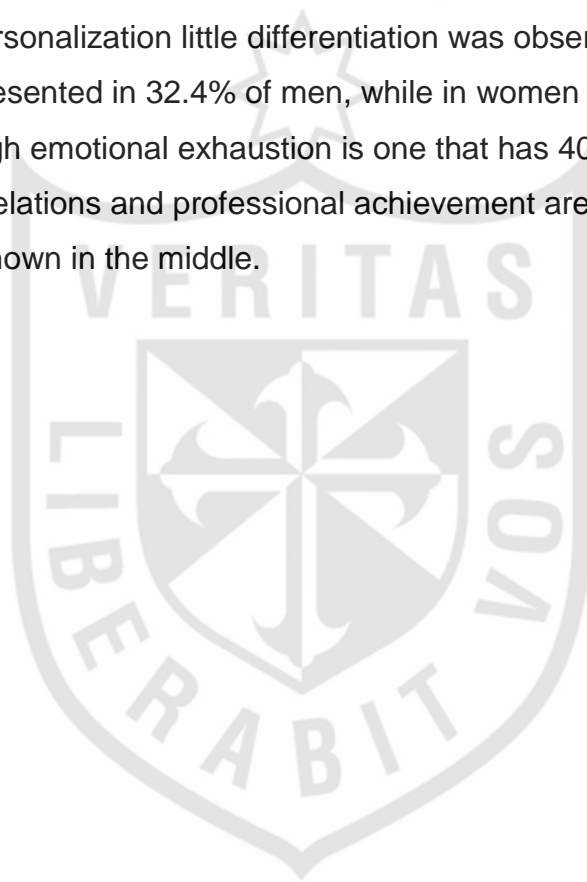 rsonalization little differentiation was obser
esented in 32.4% of men, while in women
gh emotional exhaustion is one that has 40
elations and professional achievement are
hown in the middle.
VERITAS
LIBERABIT VOS